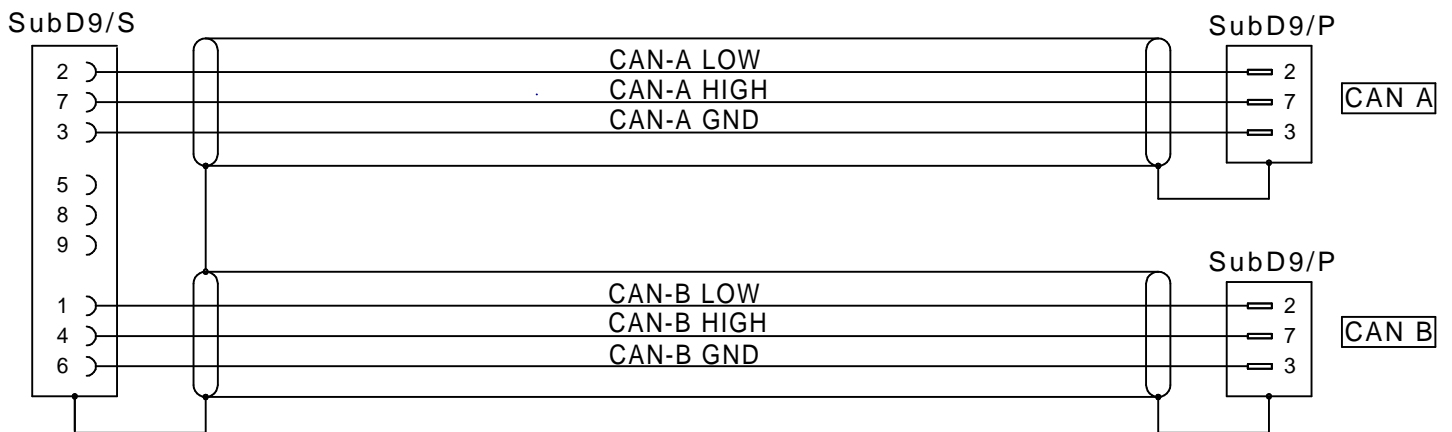 SubD9/S
SubD9/P
2 CAN-A LOW 2
7 CAN-A HIGH 7 CAN A
3 CAN-A GND 3
5
8
9
SubD9/P
1 CAN-B LOW 2
4 CAN-B HIGH 7 CAN B
6 CAN-B GND 3